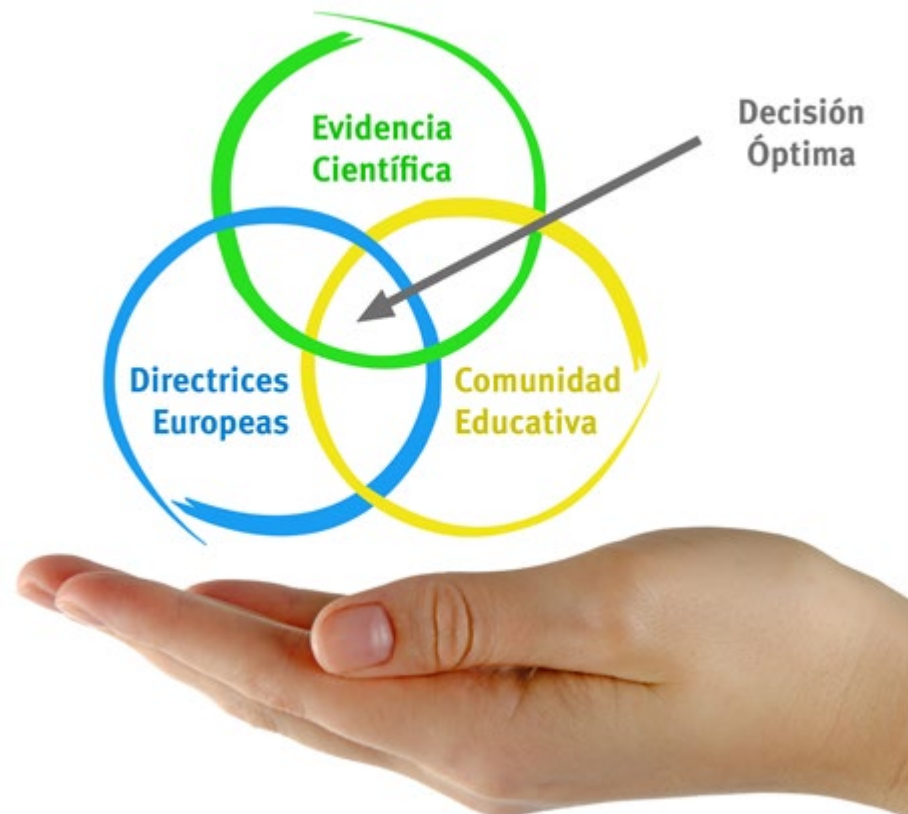 Evidencia
Científica
Decisión
Óptima
Directrices
Europeas
Comunidad
Educativa